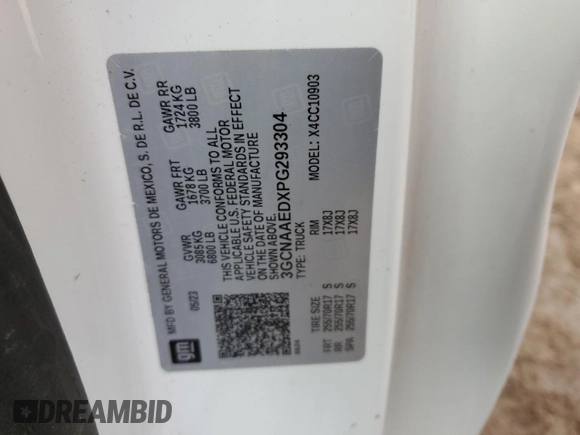 MFD BY GENERAL MOTORS DE MEXICO, S. DE R.L. DE C.V.
05/23 GVWR GAWR FRT GAWR RR
3085 KG 1678 KG 1724 KG
6800 LB 3700 LB 3800 LB
THIS VEHICLE CONFORMS TO ALL
APPLICABLE U.S. FEDERAL MOTOR
VEHICLE SAFETY STANDARDS IN EFFECT
ON THE DATE OF MANUFACTURE
3GCNAAEDXPG293304
TYPE: TRUCK MODEL: X4CC10903
TIRE SIZE RIM
FRT 255/70R17 S 17X8J
RR 255/70R17 S 17X8J
SPA 255/70R17 S 17X8J
gm
DREAMBID